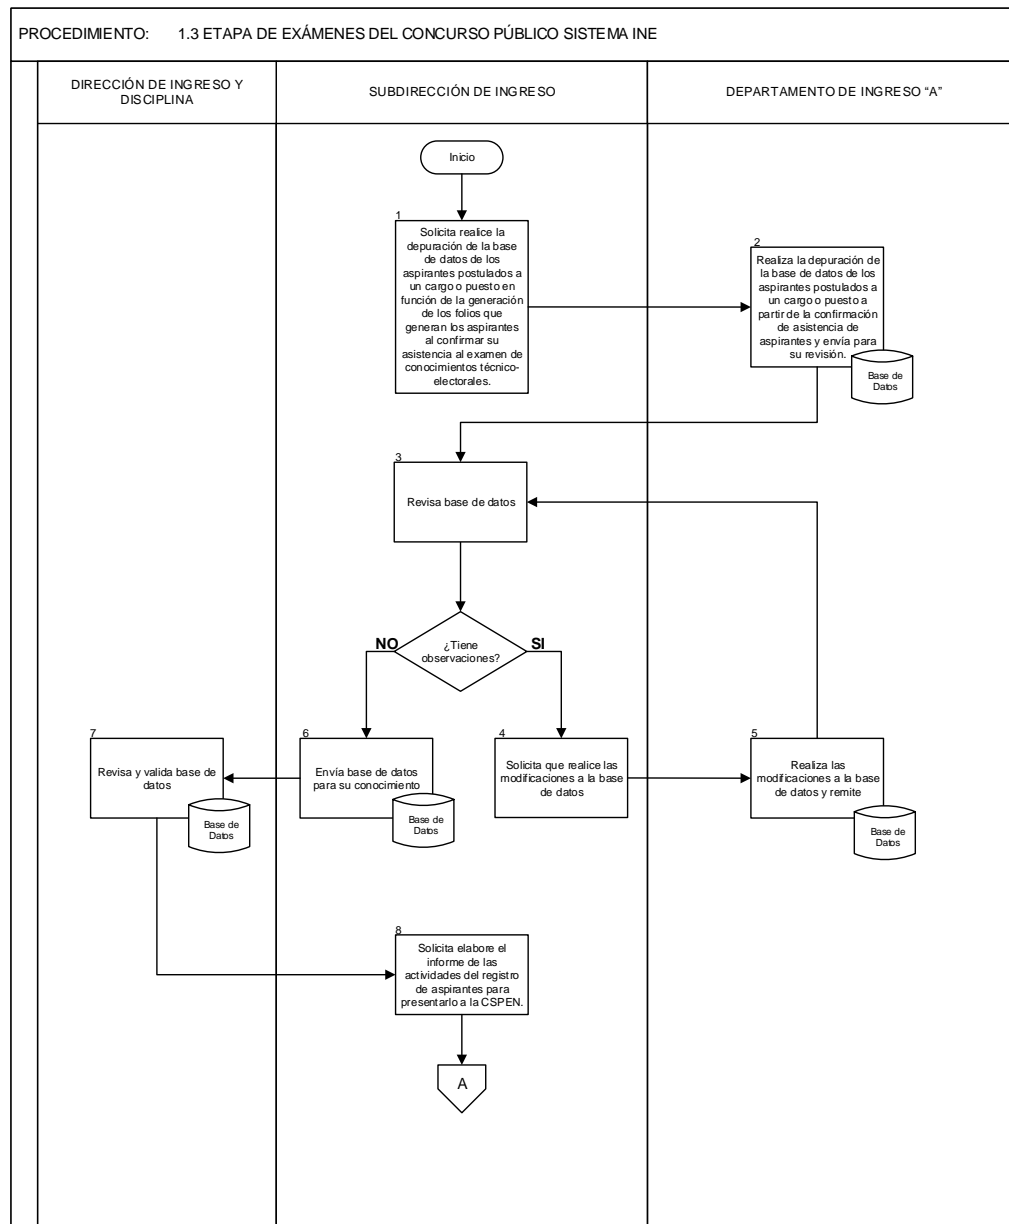 PROCEDIMIENTO: 1.3 ETAPA DE EXÁMENES DEL CONCURSO PÚBLICO SISTEMA INE
DIRECCIÓN DE INGRESO Y
DISCIPLINA
SUBDIRECCIÓN DE INGRESO
DEPARTAMENTO DE INGRESO “A”
Inicio
1
Solicita realice la
depuración de la base
de datos de los
aspirantes postulados a
un cargo o puesto en
función de la generación
de los folios que
generan los aspirantes
al confirmar su
asistencia al examen de
conocimientos técnico-
electorales.
2
Realiza la depuración de
la base de datos de los
aspirantes postulados a
un cargo o puesto a
partir de la confirmación
de asistencia de
aspirantes y envía para
su revisión.
Base de
Datos
3
Revisa base de datos
¿Tiene
observaciones?
NO
SI
7
Revisa y valida base de
datos
Base de
Datos
6
Envía base de datos
para su conocimiento
Base de
Datos
4
Solicita que realice las
modificaciones a la base
de datos
5
Realiza las
modificaciones a la base
de datos y remite
Base de
Datos
8
Solicita elabore el
informe de las
actividades del registro
de aspirantes para
presentarlo a la CSPEN.
A